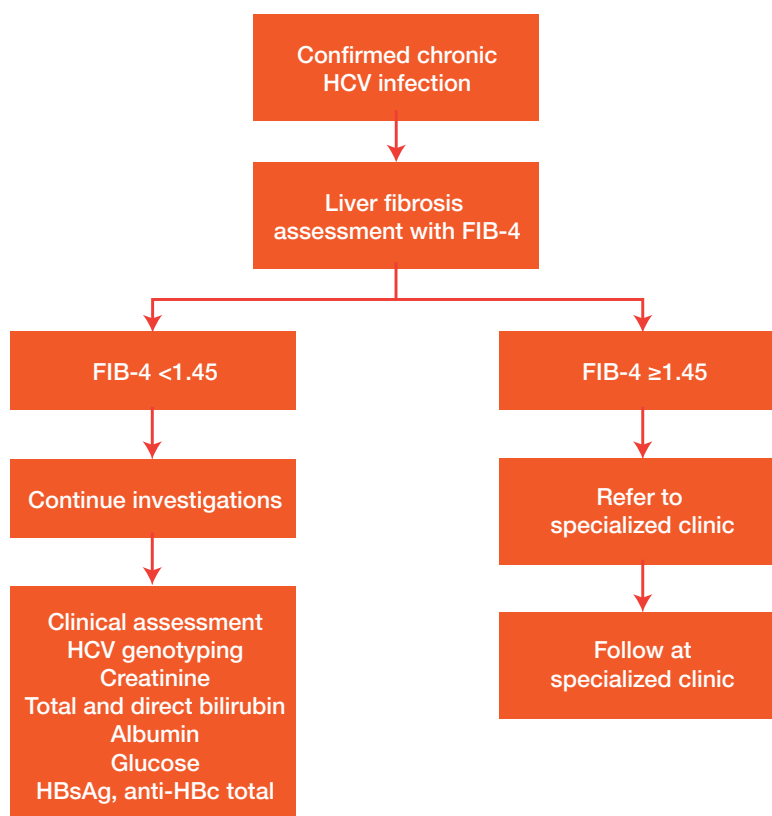 Confirmed chronic
HCV infection
Liver fibrosis
assessment with FIB-4
FIB-4 <1.45
FIB-4 ≥1.45
Continue investigations
Refer to
specialized clinic
Clinical assessment
HCV genotyping
Creatinine
Total and direct bilirubin
Albumin
Glucose
HBsAg, anti-HBc total
Follow at
specialized clinic